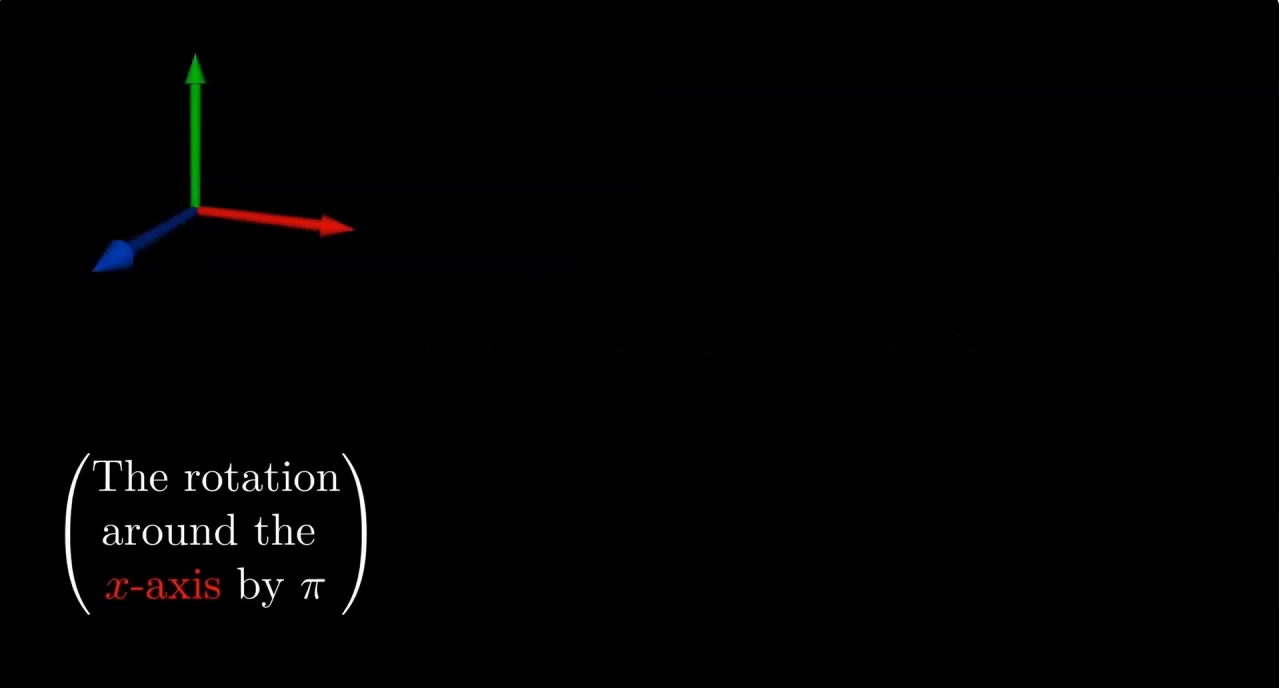 The rotation
around the
x-axis by π